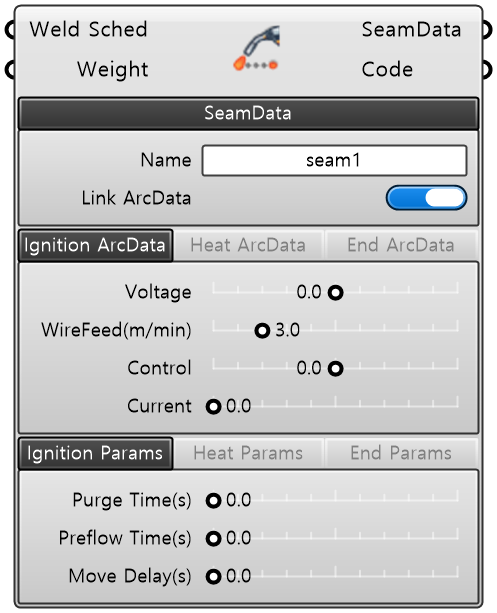 Weld Sched SeamData
Weight Code
SeamData
Name seam1
Link ArcData
Ignition ArcData Heat ArcData End ArcData
Voltage 0.0
WireFeed(m/min) 3.0
Control 0.0
Current 0.0
Ignition Params Heat Params End Params
Purge Time(s) 0.0
Preflow Time(s) 0.0
Move Delay(s) 0.0